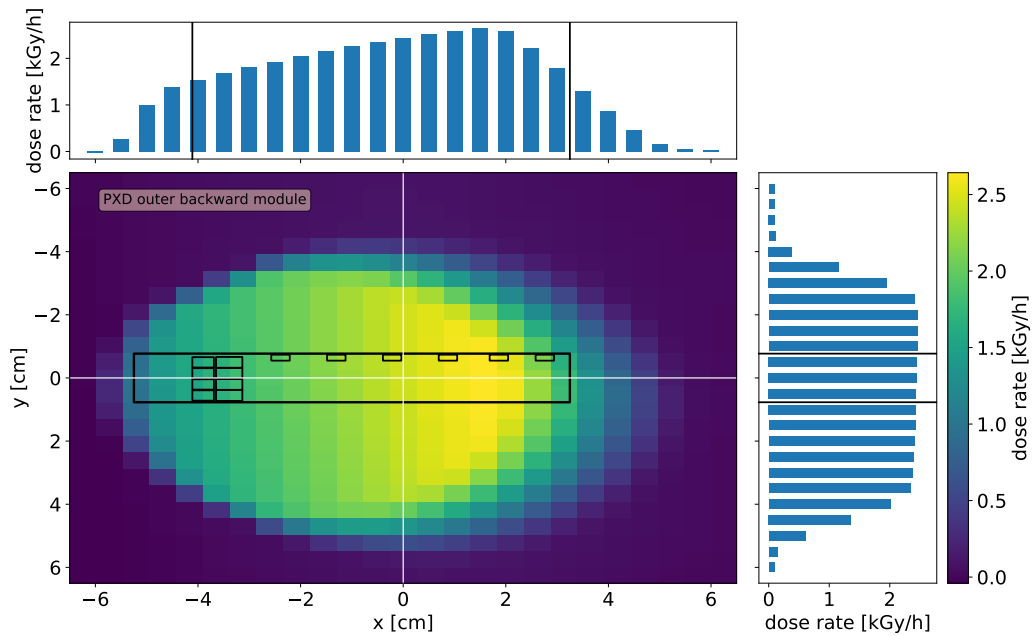 dose rate [kGy/h]
2
1
0
PXD outer backward module
−6
−4
−2
0
2
4
6
y [cm]
−6 −4 −2 0 2 4 6
x [cm]
0 1 2
dose rate [kGy/h]
2.5
2.0
1.5
1.0
0.5
0.0
dose rate [kGy/h]